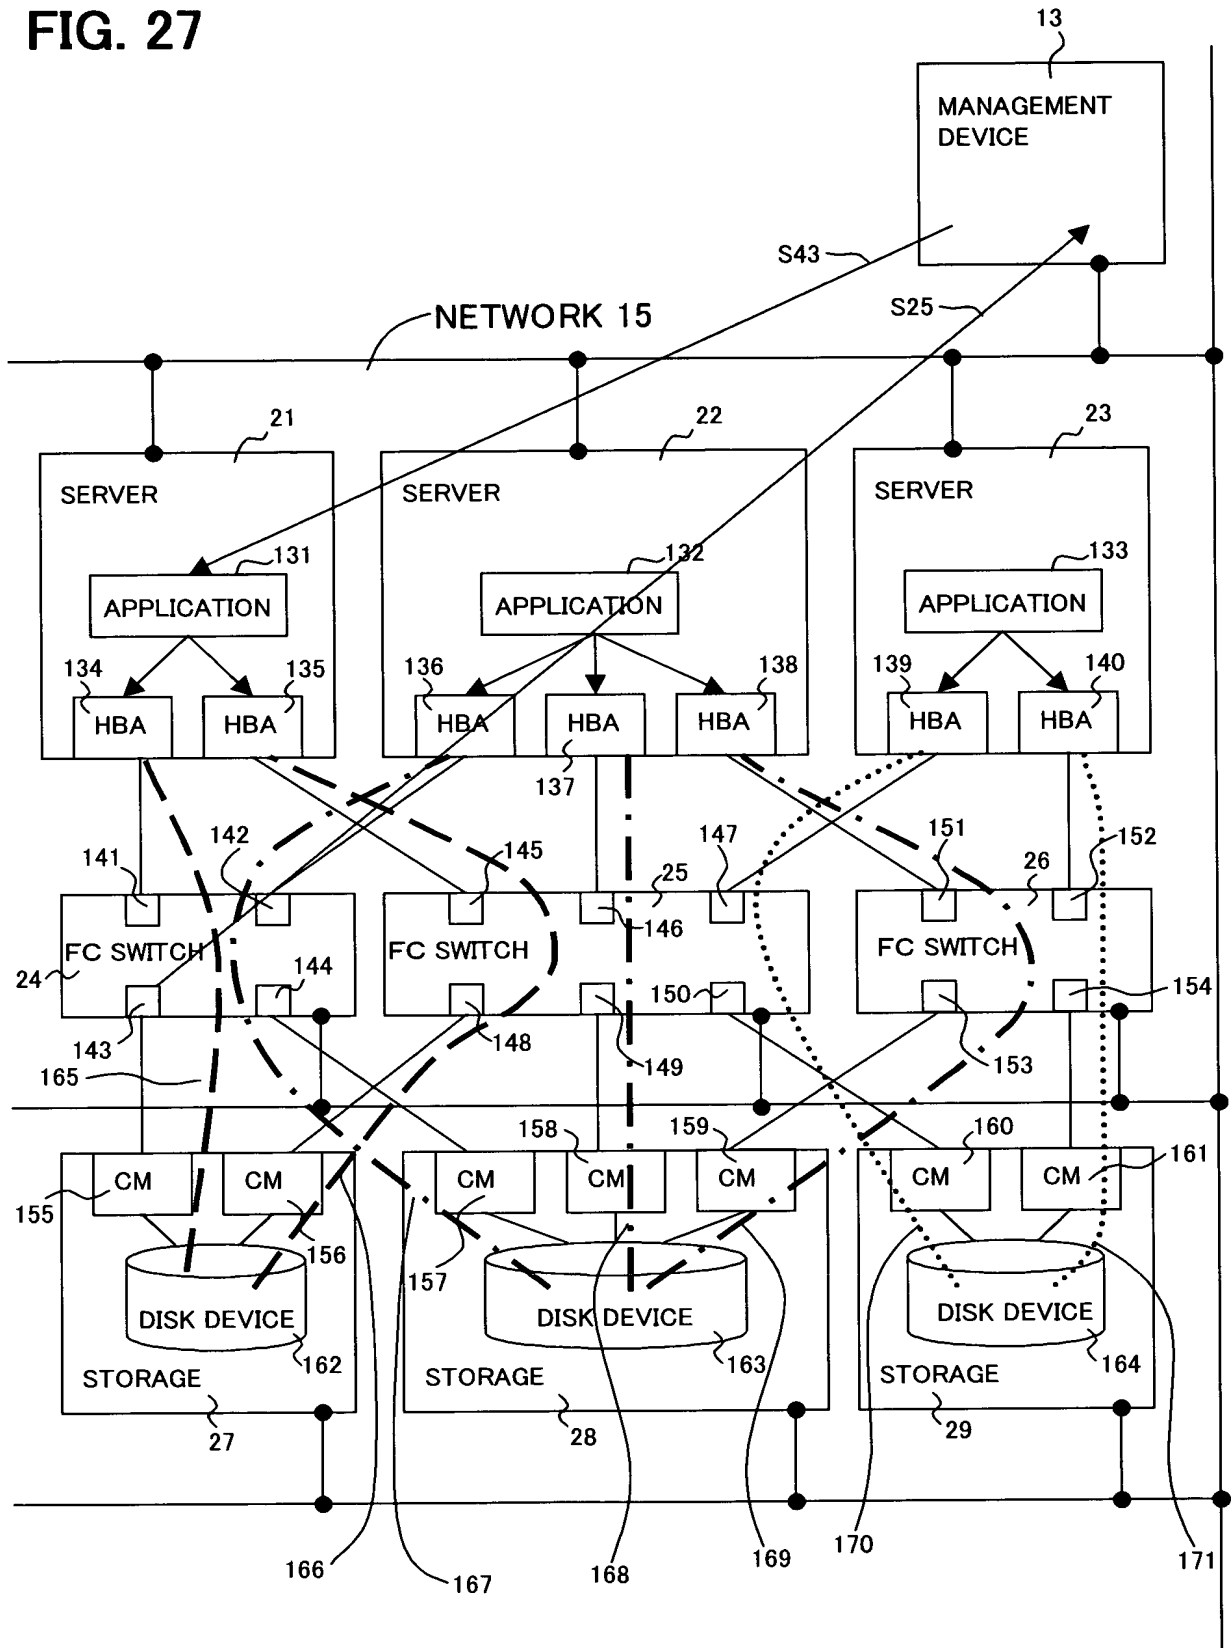 FIG. 27
13
MANAGEMENT
DEVICE
S43
S25
NETWORK 15
21
22
23
SERVER
SERVER
SERVER
131
132
133
APPLICATION
APPLICATION
APPLICATION
134
135
136
138
139
140
HBA
HBA
HBA
HBA
HBA
HBA
HBA
137
141
142
145
25
147
151
26
152
146
FC SWITCH
FC SWITCH
FC SWITCH
24
144
150
154
143
148
149
153
165
158
159
160
161
CM
CM
CM
CM
CM
CM
CM
155
156
157
DISK DEVICE
DISK DEVICE
DISK DEVICE
162
163
164
STORAGE
STORAGE
STORAGE
27
28
29
166
167
168
169
170
171